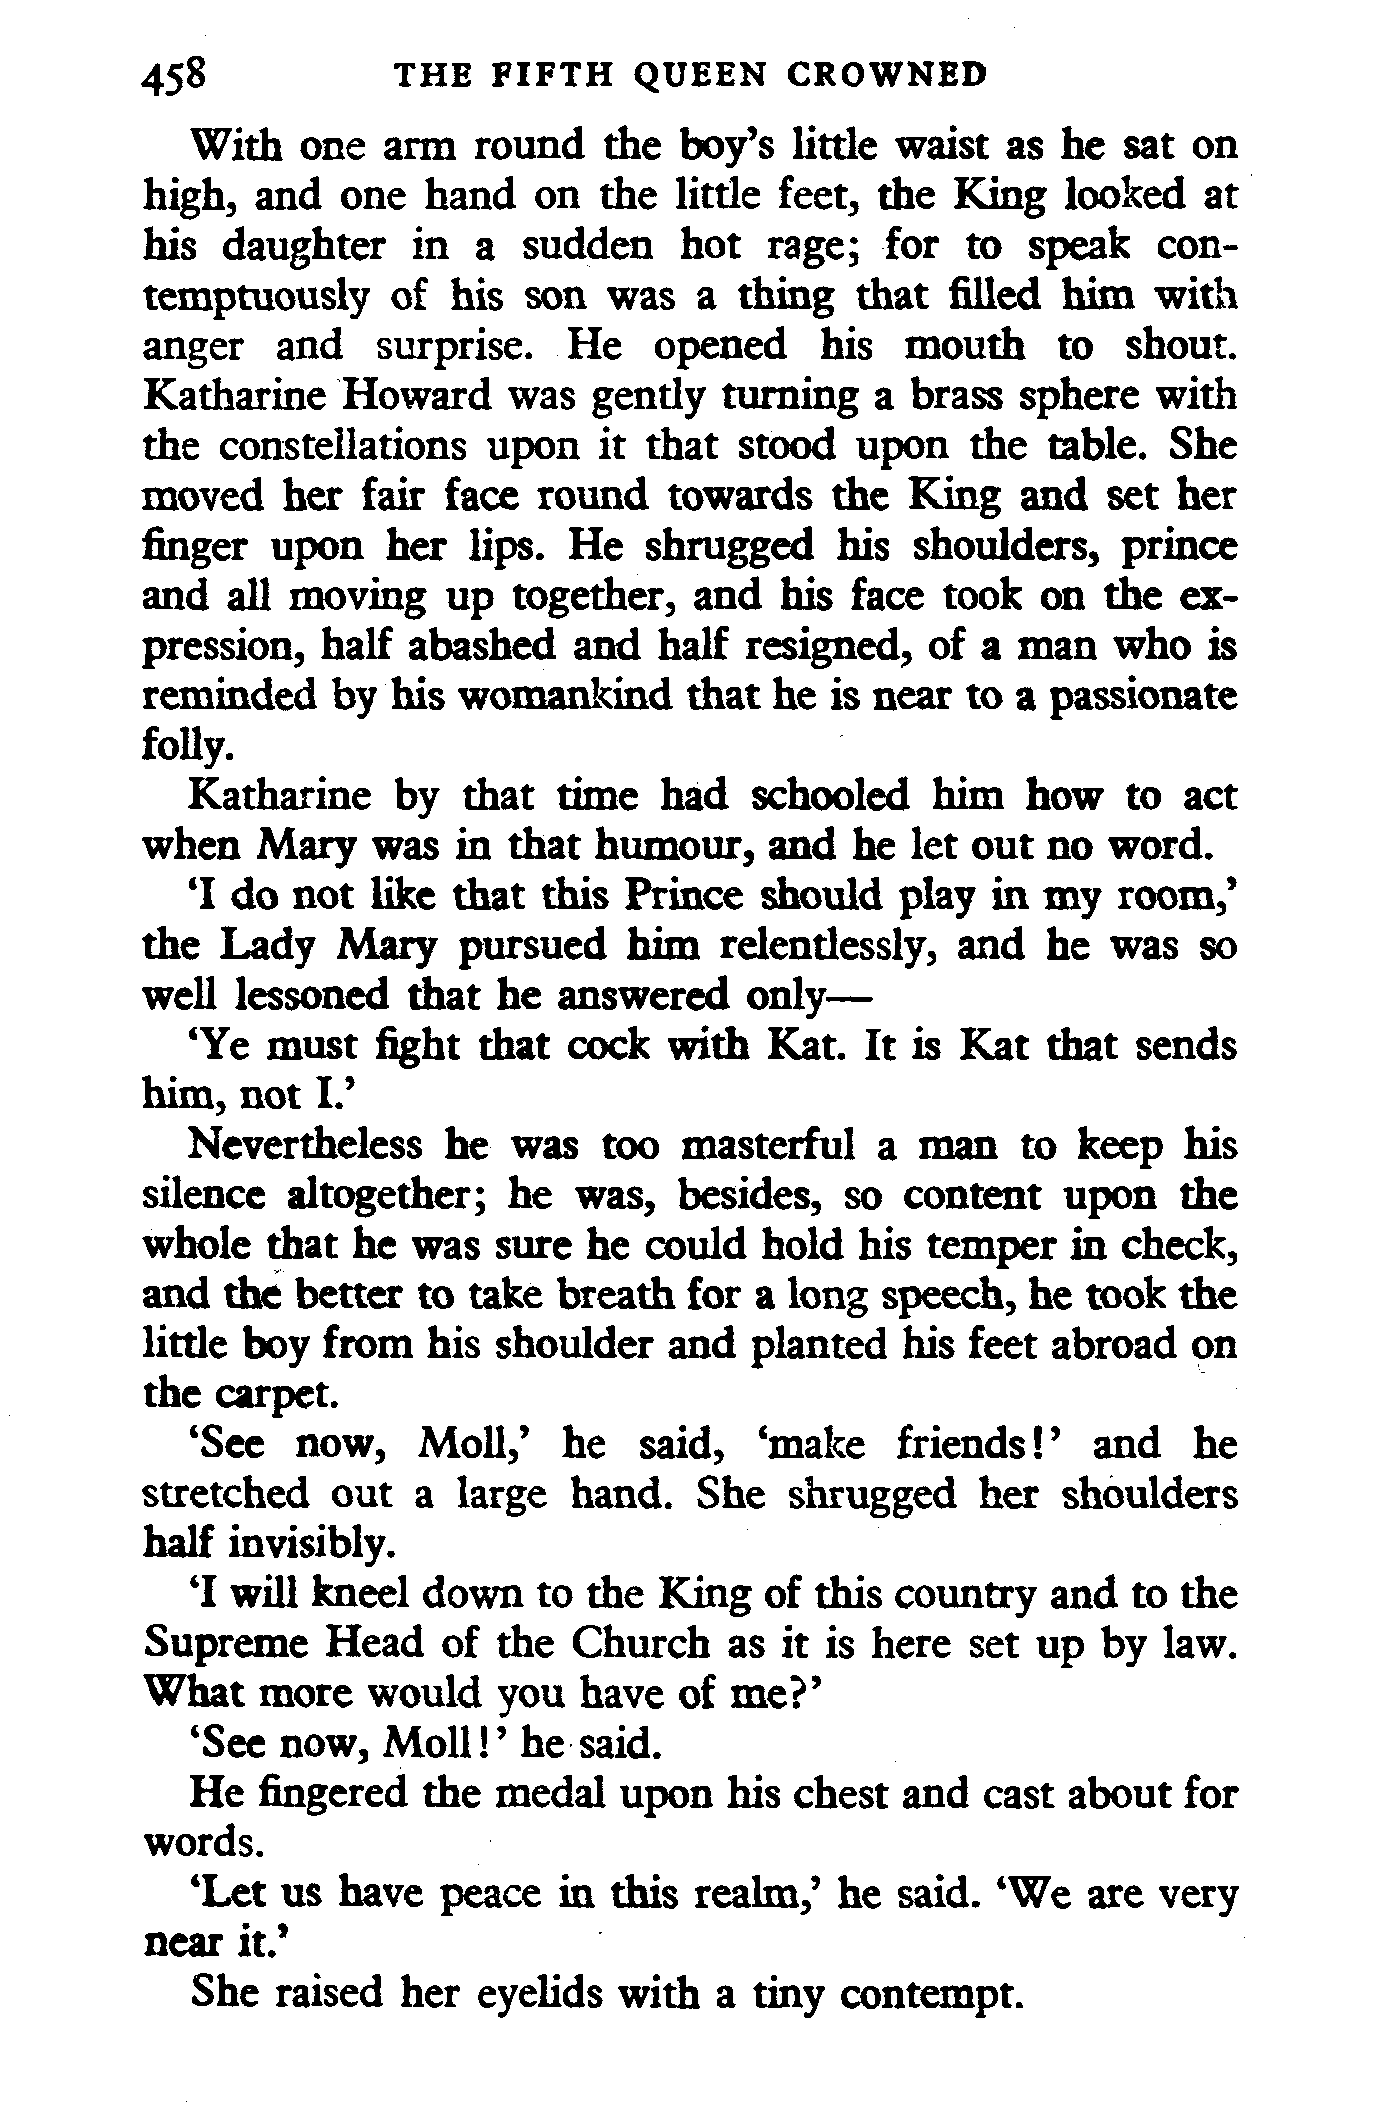 458 THE FIFTH QUEEN CROWNED
With one arm round the boy's little waist as he sat on
high, and one hand on the little feet, the King looked at
his daughter in a sudden hot rage; for to speak con-
temptuously of his son was a thing that filled him with
anger and surprise. He opened his mouth to shout.
Katharine Howard was gently turning a brass sphere with
the constellations upon it that stood upon the table. She
moved her fair face round towards the King and set her
finger upon her lips. He shrugged his shoulders, prince
and all moving up together, and his face took on the ex-
pression, half abashed and half resigned, of a man who is
reminded by his womankind that he is near to a passionate
folly.
Katharine by that time had schooled him how to act
when Mary was in that humour, and he let out no word.
‘I do not like that this Prince should play in my room,’
the Lady Mary pursued him relentlessly, and he was so
well lessoned that he answered only—
‘Ye must fight that cock with Kat. It is Kat that sends
him, not I.’
Nevertheless he was too masterful a man to keep his
silence altogether; he was, besides, so content upon the
whole that he was sure he could hold his temper in check,
and the better to take breath for a long speech, he took the
little boy from his shoulder and planted his feet abroad on
the carpet.
‘See now, Moll,’ he said, ‘make friends!’ and he
stretched out a large hand. She shrugged her shoulders
half invisibly.
‘I will kneel down to the King of this country and to the
Supreme Head of the Church as it is here set up by law.
What more would you have of me?’
‘See now, Moll!’ he said.
He fingered the medal upon his chest and cast about for
words.
‘Let us have peace in this realm,’ he said. ‘We are very
near it.’
She raised her eyelids with a tiny contempt.